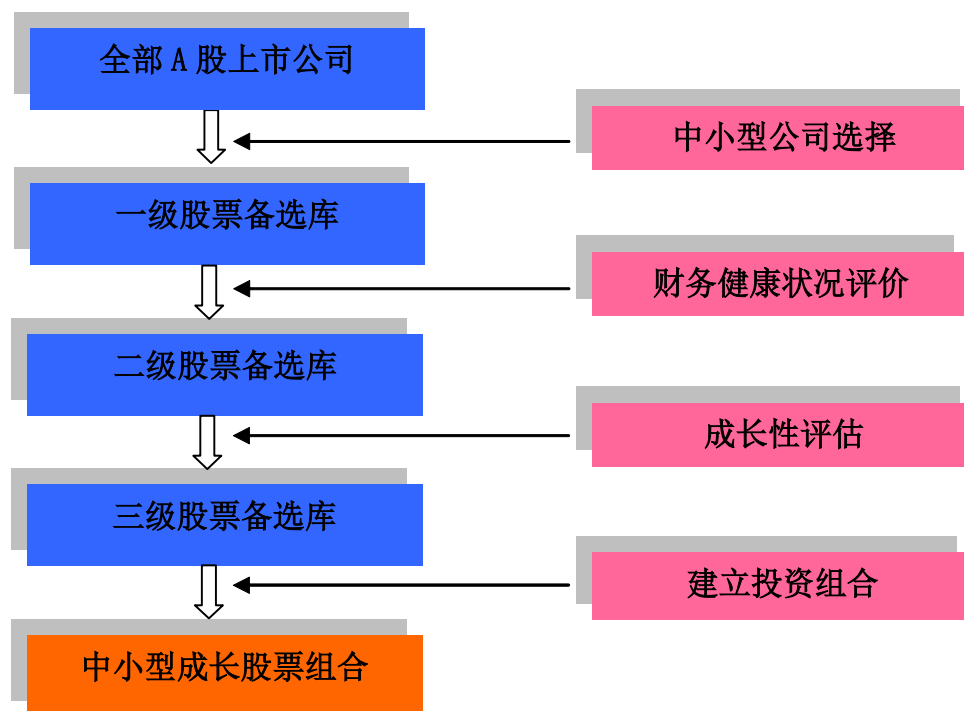 全部 A 股上市公司
中小型公司选择
一级股票备选库
财务健康状况评价
二级股票备选库
成长性评估
三级股票备选库
建立投资组合
中小型成长股票组合